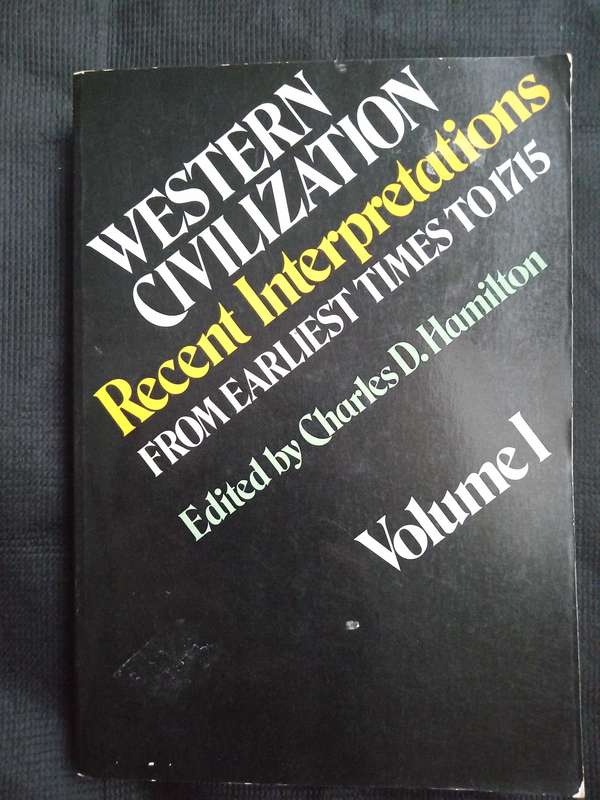 WESTERN
CIVILIZATION
Recent Interpretations
FROM EARLIEST TIMES TO 1715
Edited by Charles D. Hamilton
Volume I